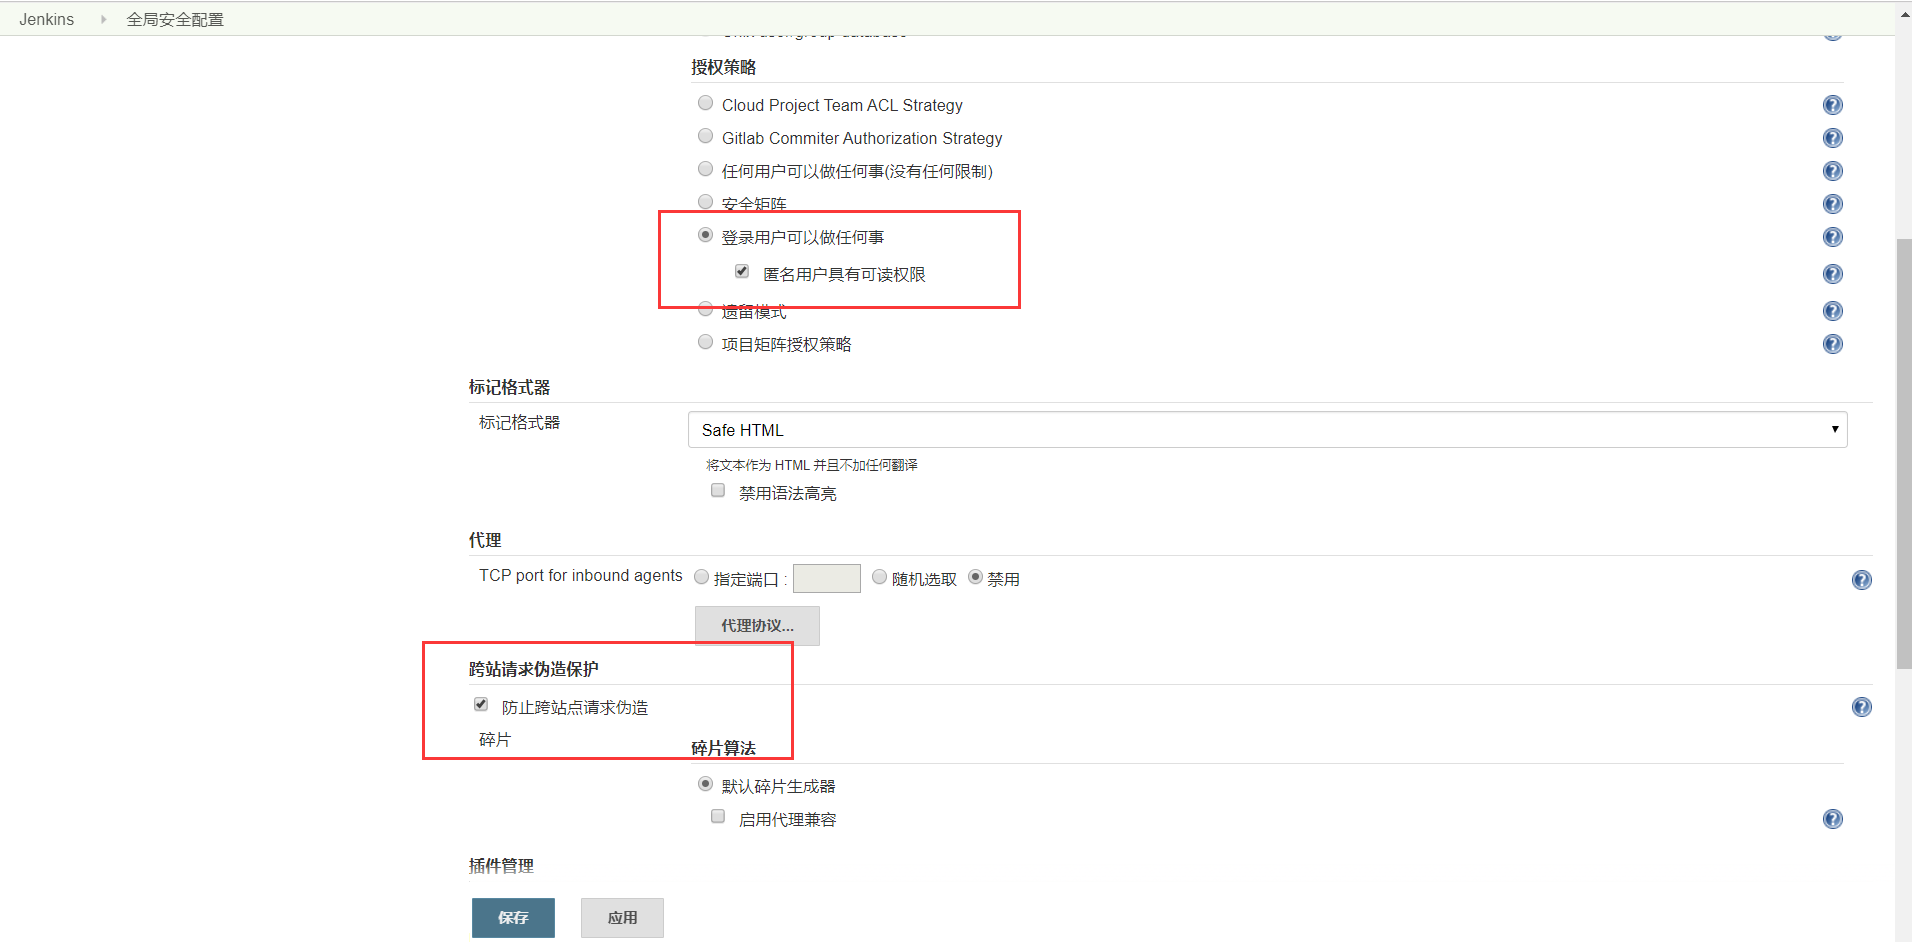 Jenkins 全局安全配置
授权策略
Cloud Project Team ACL Strategy
Gitlab Commiter Authorization Strategy
任何用户可以做任何事(没有任何限制)
安全矩阵
登录用户可以做任何事
匿名用户具有可读权限
遗留模式
项目矩阵授权策略
标记格式器
标记格式器 Safe HTML
将文本作为 HTML 并且不加任何翻译
禁用语法高亮
代理
TCP port for inbound agents 指定端口 : 随机选取 禁用
代理协议...
跨站请求伪造保护
防止跨站点请求伪造
碎片
碎片算法
默认碎片生成器
启用代理兼容
插件管理
保存 应用